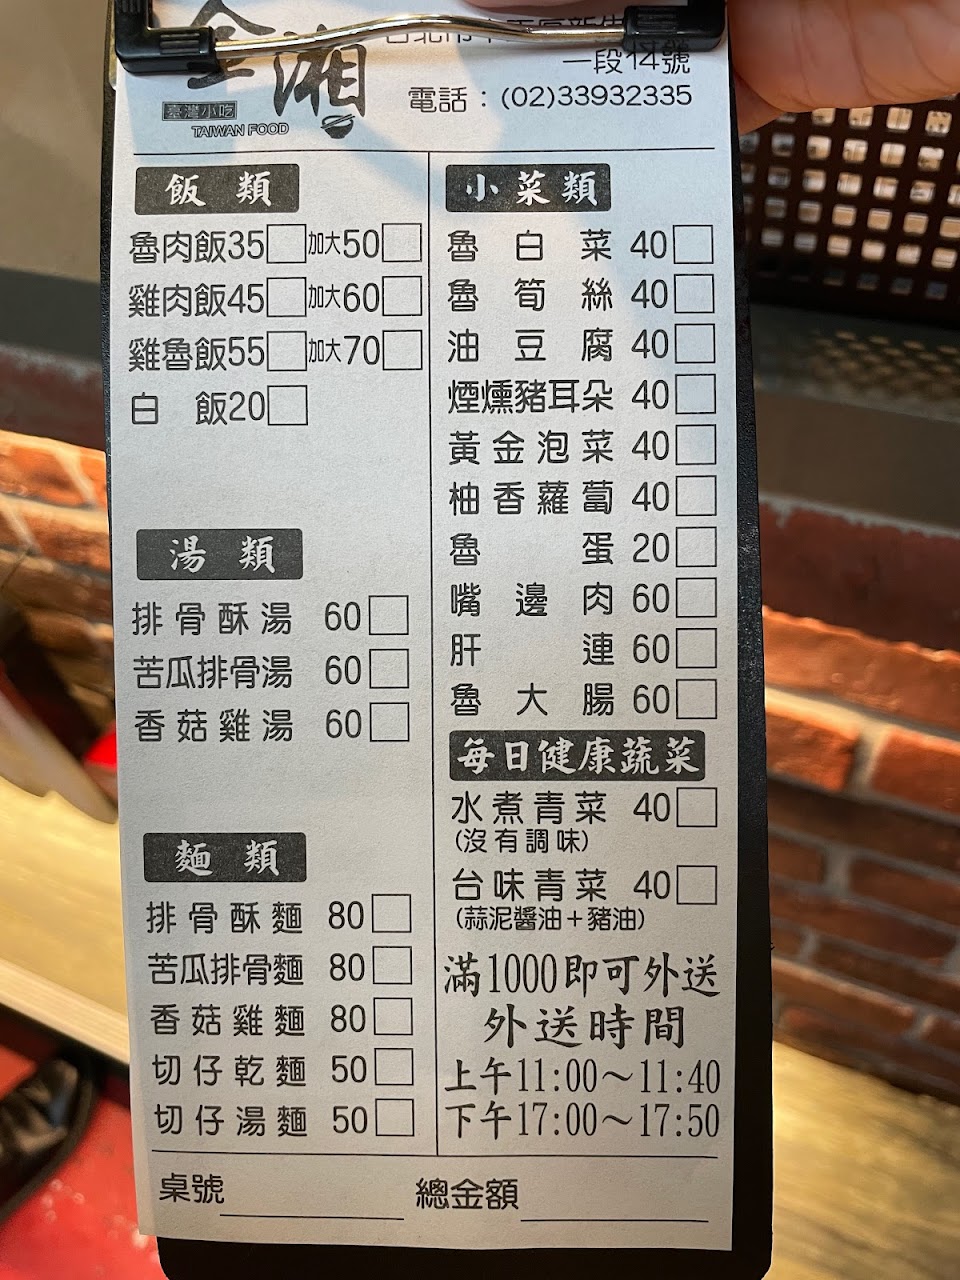 金湘
臺灣小吃
TAIWAN FOOD
一段14號
電話：(02)33932335
飯 類
魯肉飯35□加大50□
雞肉飯45□加大60□
雞魯飯55□加大70□
白 飯20□
湯 類
排骨酥湯 60□
苦瓜排骨湯 60□
香菇雞湯 60□
麵 類
排骨酥麵 80□
苦瓜排骨麵 80□
香菇雞麵 80□
切仔乾麵 50□
切仔湯麵 50□
小菜類
魯白菜 40□
魯筍絲 40□
油豆腐 40□
煙燻豬耳朵 40□
黃金泡菜 40□
柚香蘿蔔 40□
魯蛋 20□
嘴邊肉 60□
肝連 60□
魯大腸 60□
每日健康蔬菜
水煮青菜 40□
(沒有調味)
台味青菜 40□
(蒜泥醬油＋豬油)
滿1000即可外送
外送時間
上午11:00～11:40
下午17:00～17:50
桌號
總金額